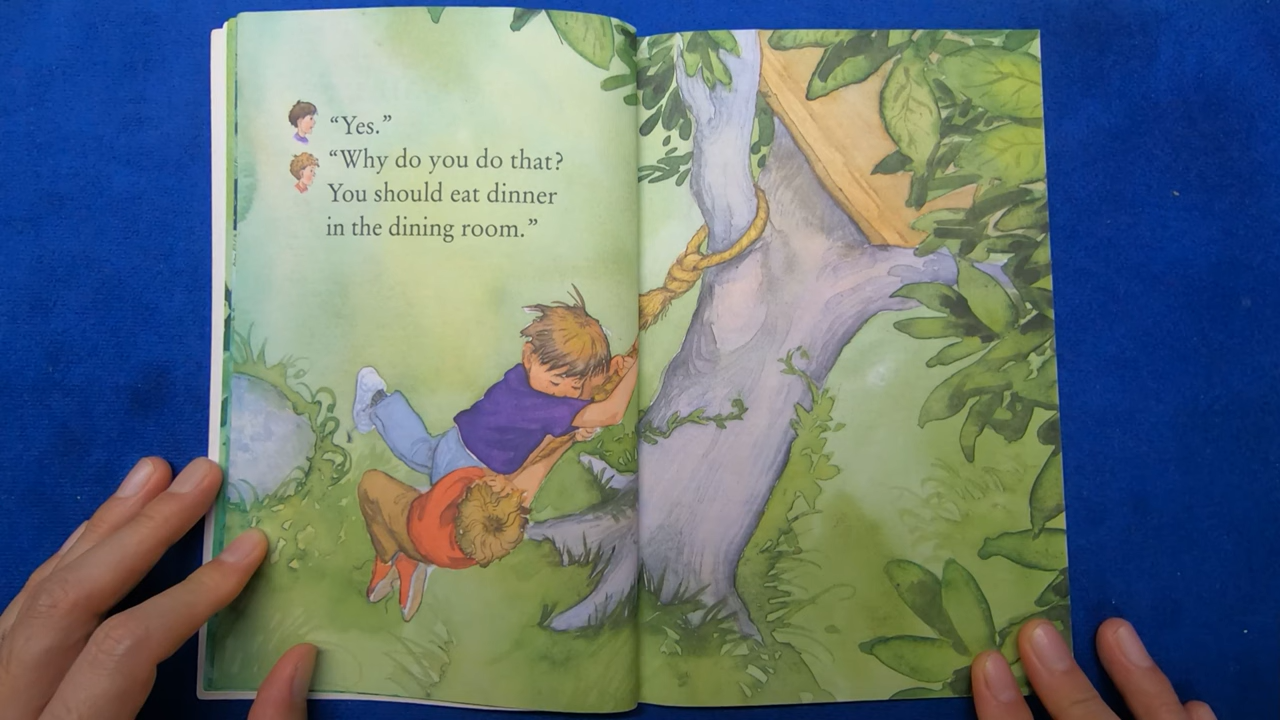 “Yes.”
“Why do you do that?
You should eat dinner
in the dining room.”